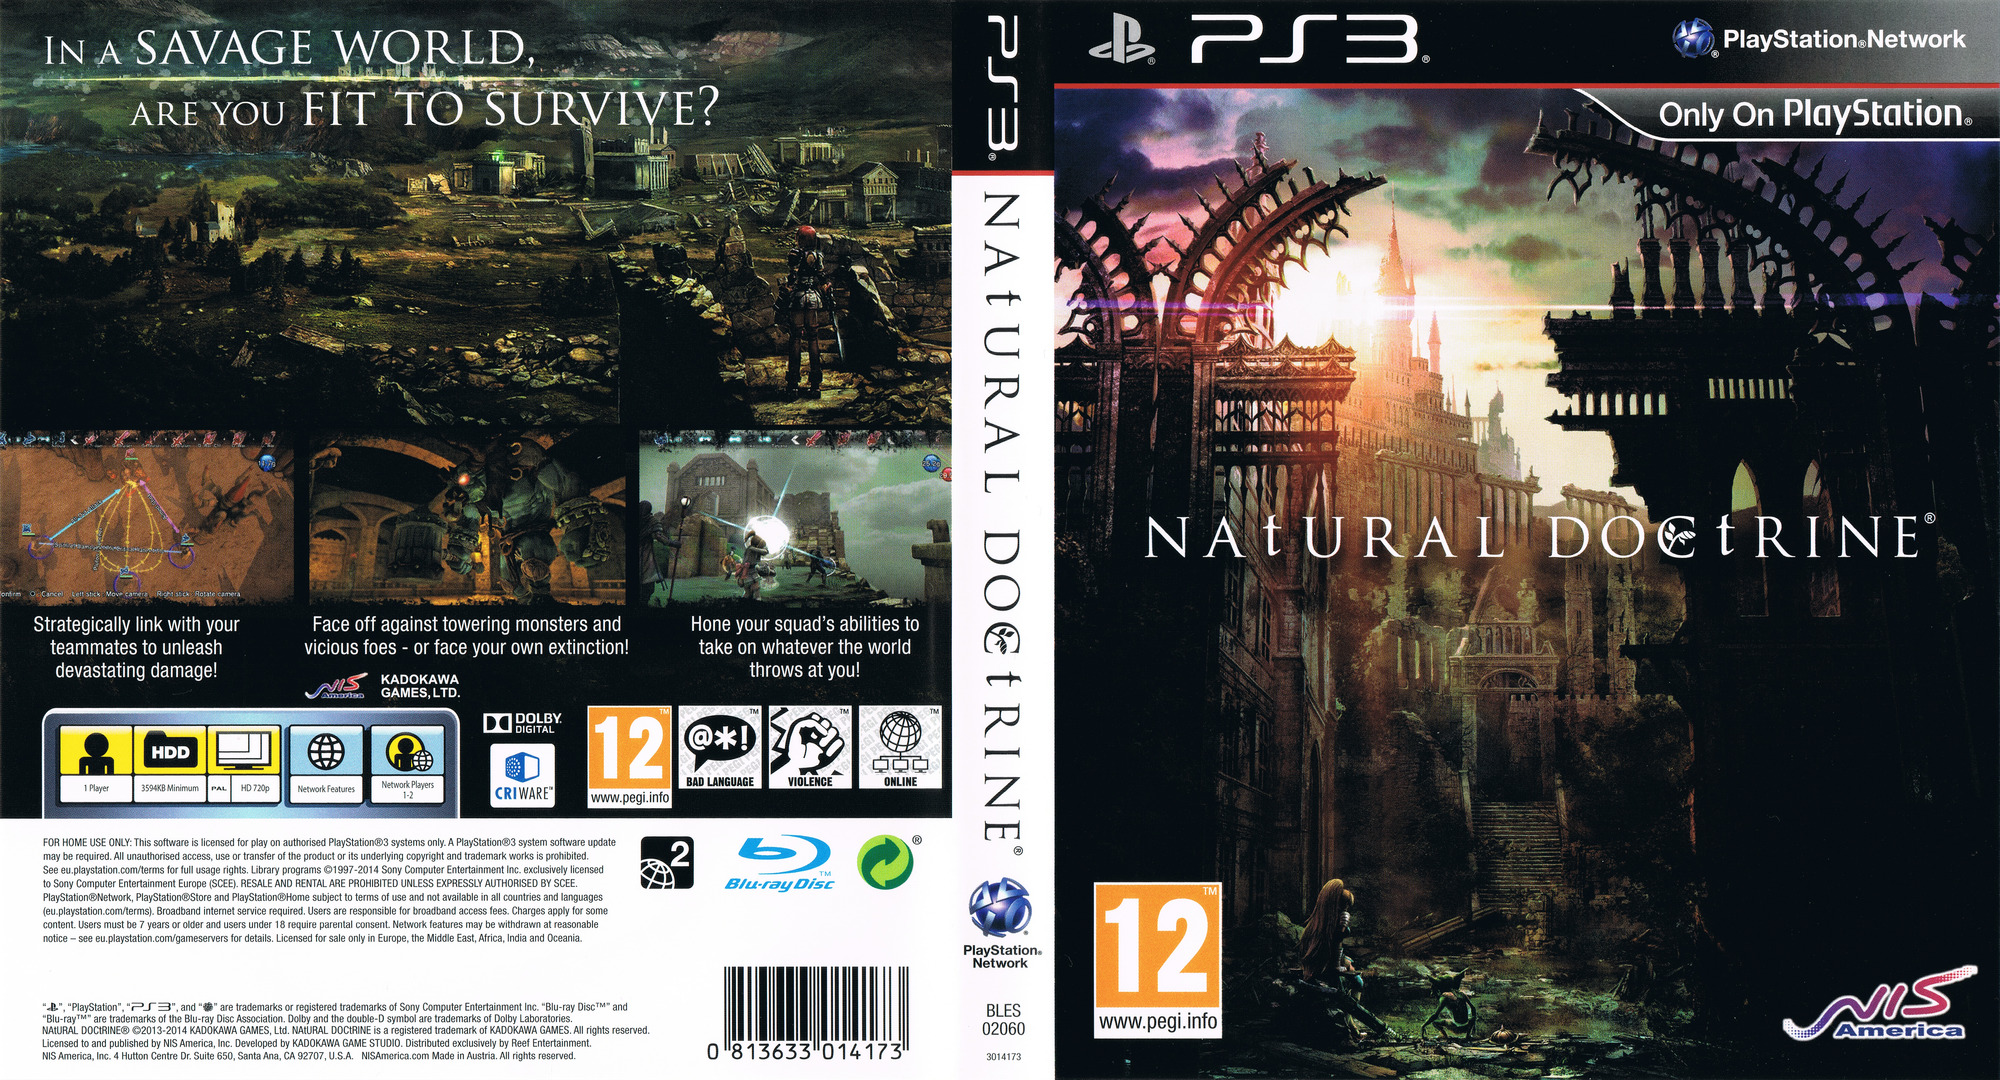 IN A SAVAGE WORLD,
ARE YOU FIT TO SURVIVE?
onfirm O: Cancel Left stick: Move camera Right stick: Rotate camera
Strategically link with your
teammates to unleash
devastating damage!
Face off against towering monsters and
vicious foes - or face your own extinction!
Hone your squad's abilities to
take on whatever the world
throws at you!
NIS
America
KADOKAWA
GAMES, LTD.
1 Player
HDD
3594KB Minimum
PAL
HD 720p
Network Features
Network Players
1-2
DOLBY
DIGITAL
CRIWARE™
12™
www.pegi.info
@*!
BAD LANGUAGE
VIOLENCE
ONLINE
FOR HOME USE ONLY: This software is licensed for play on authorised PlayStation®3 systems only. A PlayStation®3 system software update
may be required. All unauthorised access, use or transfer of the product or its underlying copyright and trademark works is prohibited.
See eu.playstation.com/terms for full usage rights. Library programs ©1997-2014 Sony Computer Entertainment Inc. exclusively licensed
to Sony Computer Entertainment Europe (SCEE). RESALE AND RENTAL ARE PROHIBITED UNLESS EXPRESSLY AUTHORISED BY SCEE.
PlayStation®Network, PlayStation®Store and PlayStation®Home subject to terms of use and not available in all countries and languages
(eu.playstation.com/terms). Broadband internet service required. Users are responsible for broadband access fees. Charges apply for some
content. Users must be 7 years or older and users under 18 require parental consent. Network features may be withdrawn at reasonable
notice – see eu.playstation.com/gameservers for details. Licensed for sale only in Europe, the Middle East, Africa, India and Oceania.
2
Blu-ray Disc™
®
"PS", "PlayStation", "PS3", and "" are trademarks or registered trademarks of Sony Computer Entertainment Inc. "Blu-ray Disc™" and
"Blu-ray™" are trademarks of the Blu-ray Disc Association. Dolby and the double-D symbol are trademarks of Dolby Laboratories.
NAtURAL DOCtRINE® ©2013-2014 KADOKAWA GAMES, Ltd. NAtURAL DOCtRINE is a registered trademark of KADOKAWA GAMES. All rights reserved.
Licensed to and published by NIS America, Inc. Developed by KADOKAWA GAME STUDIO. Distributed exclusively by Reef Entertainment.
NIS America, Inc. 4 Hutton Centre Dr. Suite 650, Santa Ana, CA 92707, U.S.A. NISAmerica.com Made in Austria. All rights reserved.
0 813633 014173
PS3®
NAtURAL DOCtRINE®
PlayStation®
Network
BLES
02060
3014173
PS3®
PlayStation®Network
Only On PlayStation®
NAtURAL DOCtRINE®
12™
www.pegi.info
NIS
America